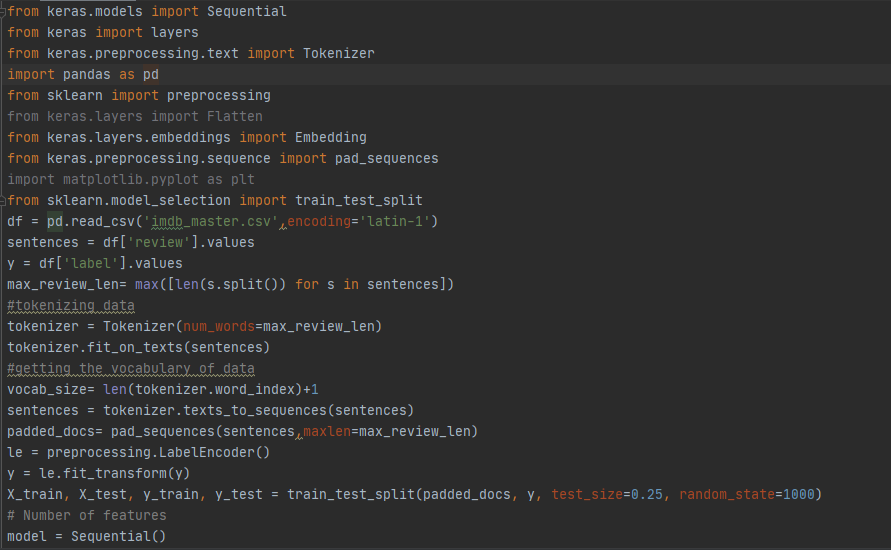 from keras.models import Sequential
from keras import layers
from keras.preprocessing.text import Tokenizer
import pandas as pd
from sklearn import preprocessing
from keras.layers import Flatten
from keras.layers.embeddings import Embedding
from keras.preprocessing.sequence import pad_sequences
import matplotlib.pyplot as plt
from sklearn.model_selection import train_test_split
df = pd.read_csv('imdb_master.csv',encoding='latin-1')
sentences = df['review'].values
y = df['label'].values
max_review_len= max([len(s.split()) for s in sentences])
#tokenizing data
tokenizer = Tokenizer(num_words=max_review_len)
tokenizer.fit_on_texts(sentences)
#getting the vocabulary of data
vocab_size= len(tokenizer.word_index)+1
sentences = tokenizer.texts_to_sequences(sentences)
padded_docs= pad_sequences(sentences,maxlen=max_review_len)
le = preprocessing.LabelEncoder()
y = le.fit_transform(y)
X_train, X_test, y_train, y_test = train_test_split(padded_docs, y, test_size=0.25, random_state=1000)
# Number of features
model = Sequential()